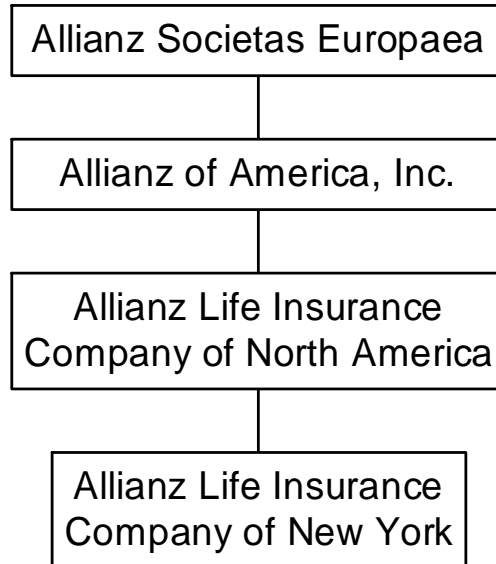 Allianz Societas Europaea
Allianz of America, Inc.
Allianz Life Insurance
Company of North America
Allianz Life Insurance
Company of New York